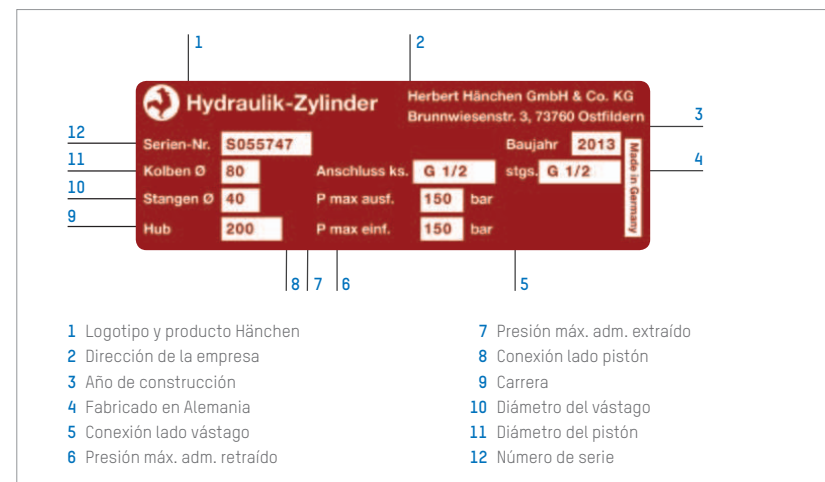 1 2
Hydraulik-Zylinder
Herbert Hänchen GmbH & Co. KG
Brunnwiesenstr. 3, 73760 Ostfildern
3
12
Serien-Nr. S055747 Baujahr 2013
11
Kolben Ø 80 Anschluss ks. G 1/2 stgs. G 1/2
4
10
Stangen Ø 40 P max ausf. 150 bar
9
Hub 200 P max einf. 150 bar
Made in Germany
8 7 6 5
1 Logotipo y producto Hänchen
2 Dirección de la empresa
3 Año de construcción
4 Fabricado en Alemania
5 Conexión lado vástago
6 Presión máx. adm. retraído
7 Presión máx. adm. extraído
8 Conexión lado pistón
9 Carrera
10 Diámetro del vástago
11 Diámetro del pistón
12 Número de serie